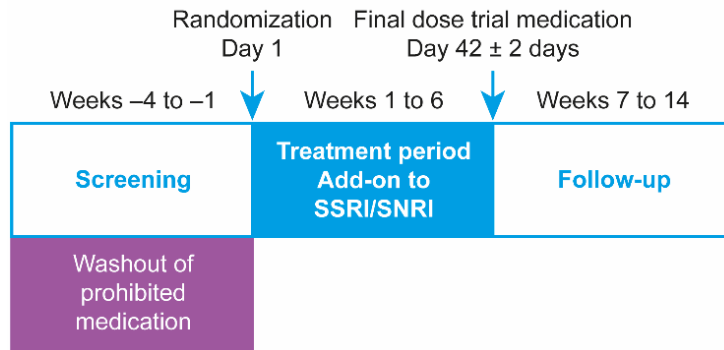 Randomization
Day 1
Final dose trial medication
Day 42 ± 2 days
Weeks –4 to –1
Weeks 1 to 6
Weeks 7 to 14
Screening
Treatment period
Add-on to
SSRI/SNRI
Follow-up
Washout of
prohibited
medication